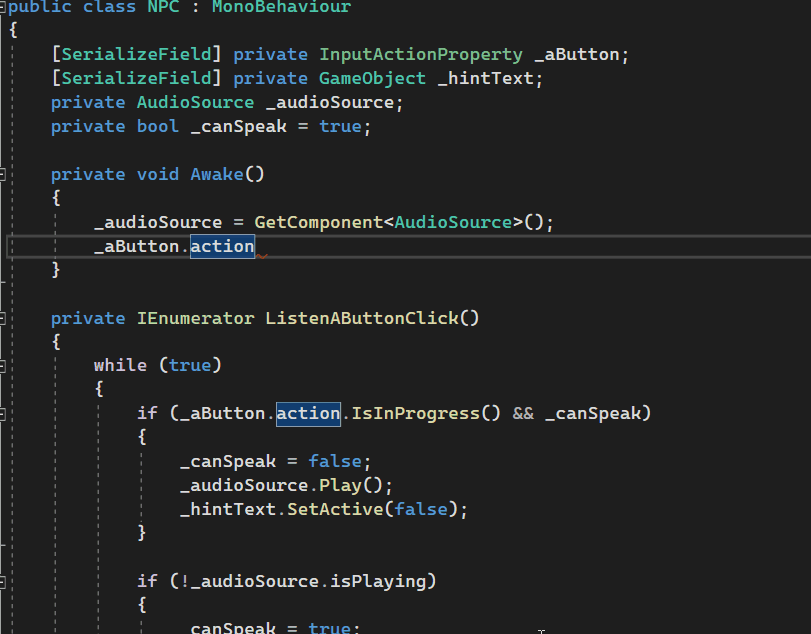 public class NPC : MonoBehaviour
{
[SerializeField] private InputActionProperty _aButton;
[SerializeField] private GameObject _hintText;
private AudioSource _audioSource;
private bool _canSpeak = true;
private void Awake()
{
_audioSource = GetComponent<AudioSource>();
_aButton.action
}
private IEnumerator ListenAButtonClick()
{
while (true)
{
if (_aButton.action.IsInProgress() && _canSpeak)
{
_canSpeak = false;
_audioSource.Play();
_hintText.SetActive(false);
}
if (!_audioSource.isPlaying)
{
canSpeak = true;